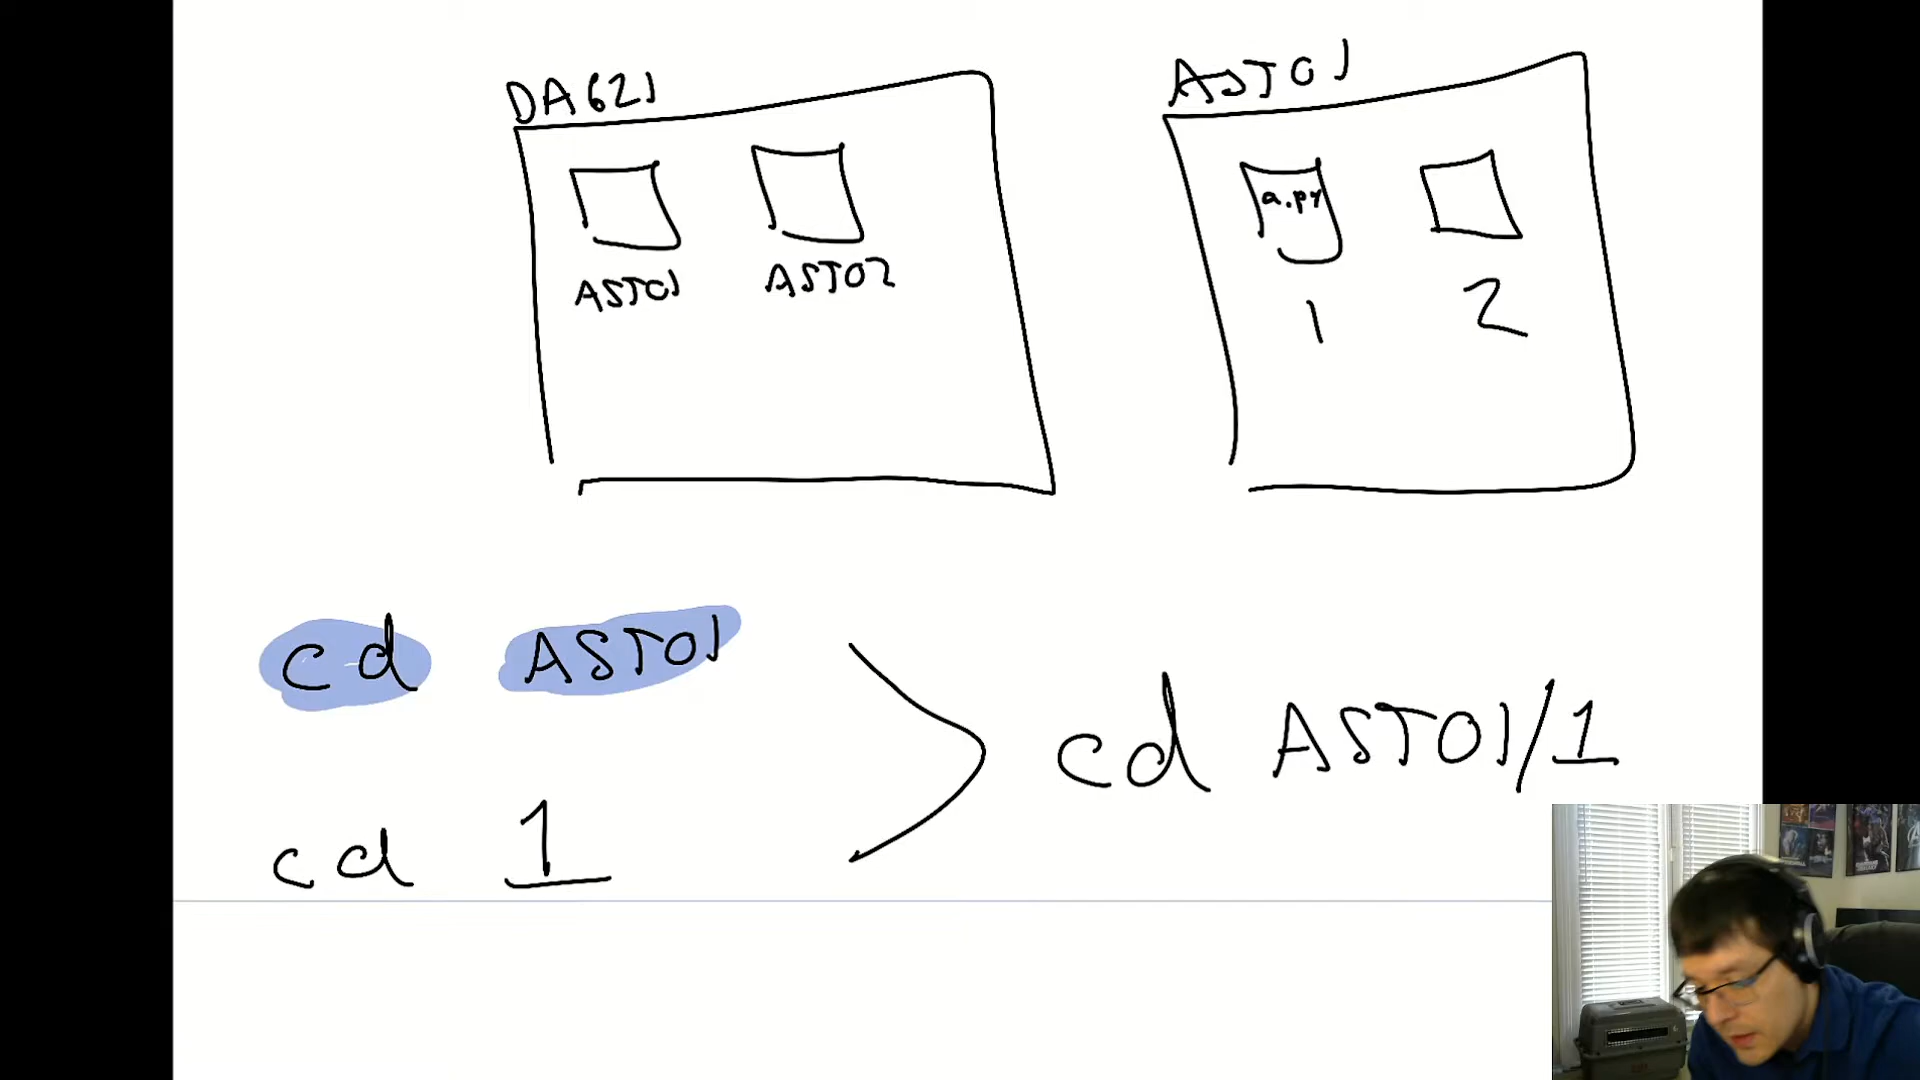 DA621
AST01
AST01 AST02
a.py
1 2
cd AST01
cd 1
cd AST01/1